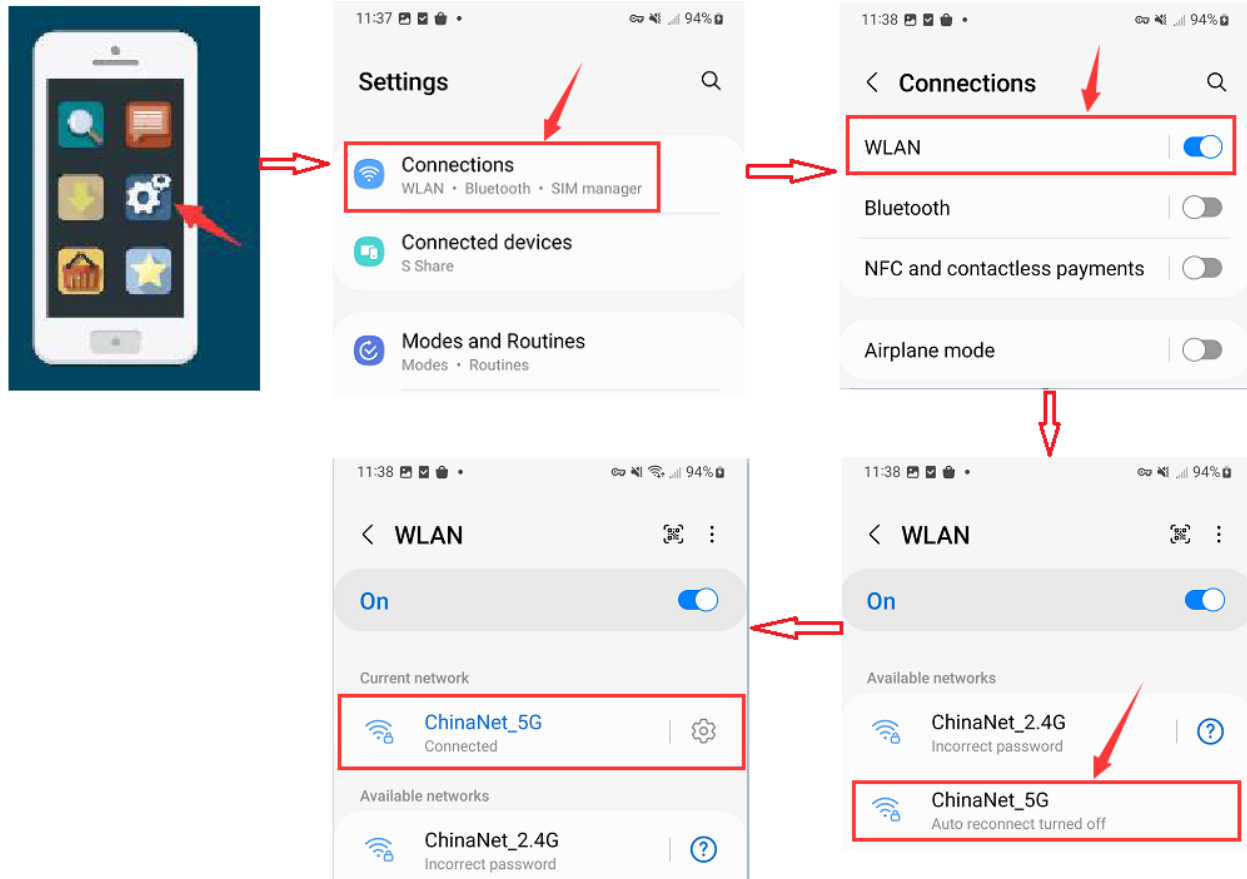 11:37
94%
Settings
Connections
WLAN • Bluetooth • SIM manager
Connected devices
S Share
Modes and Routines
Modes • Routines
11:38
94%
Connections
WLAN
Bluetooth
NFC and contactless payments
Airplane mode
11:38
94%
WLAN
On
Available networks
ChinaNet_2.4G
Incorrect password
ChinaNet_5G
Auto reconnect turned off
11:38
94%
WLAN
On
Current network
ChinaNet_5G
Connected
Available networks
ChinaNet_2.4G
Incorrect password